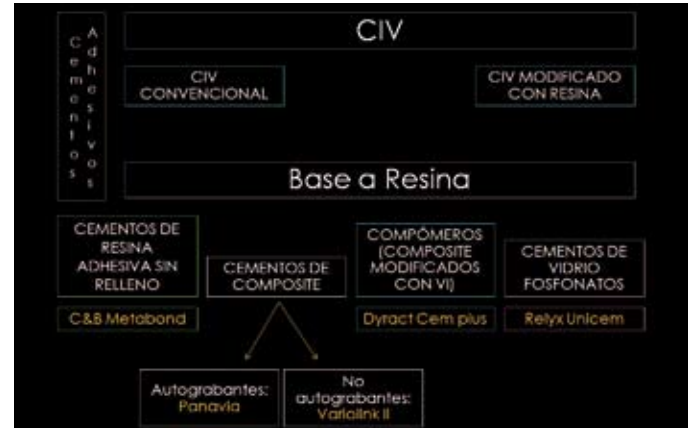 Cementos
Adhesivos
CIV
CIV
CONVENCIONAL
CIV MODIFICADO
CON RESINA
Base a Resina
CEMENTOS DE
RESINA
ADHESIVA SIN
RELLENO
C&B Metabond
CEMENTOS DE
COMPOSITE
COMPÓMEROS
(COMPOSITE
MODIFICADOS
CON VI)
Dyract Cem plus
CEMENTOS DE
VIDRIO
FOSFONATOS
Relyx Unicem
Autograbantes:
Panavia
No
autograbantes:
Variolink II